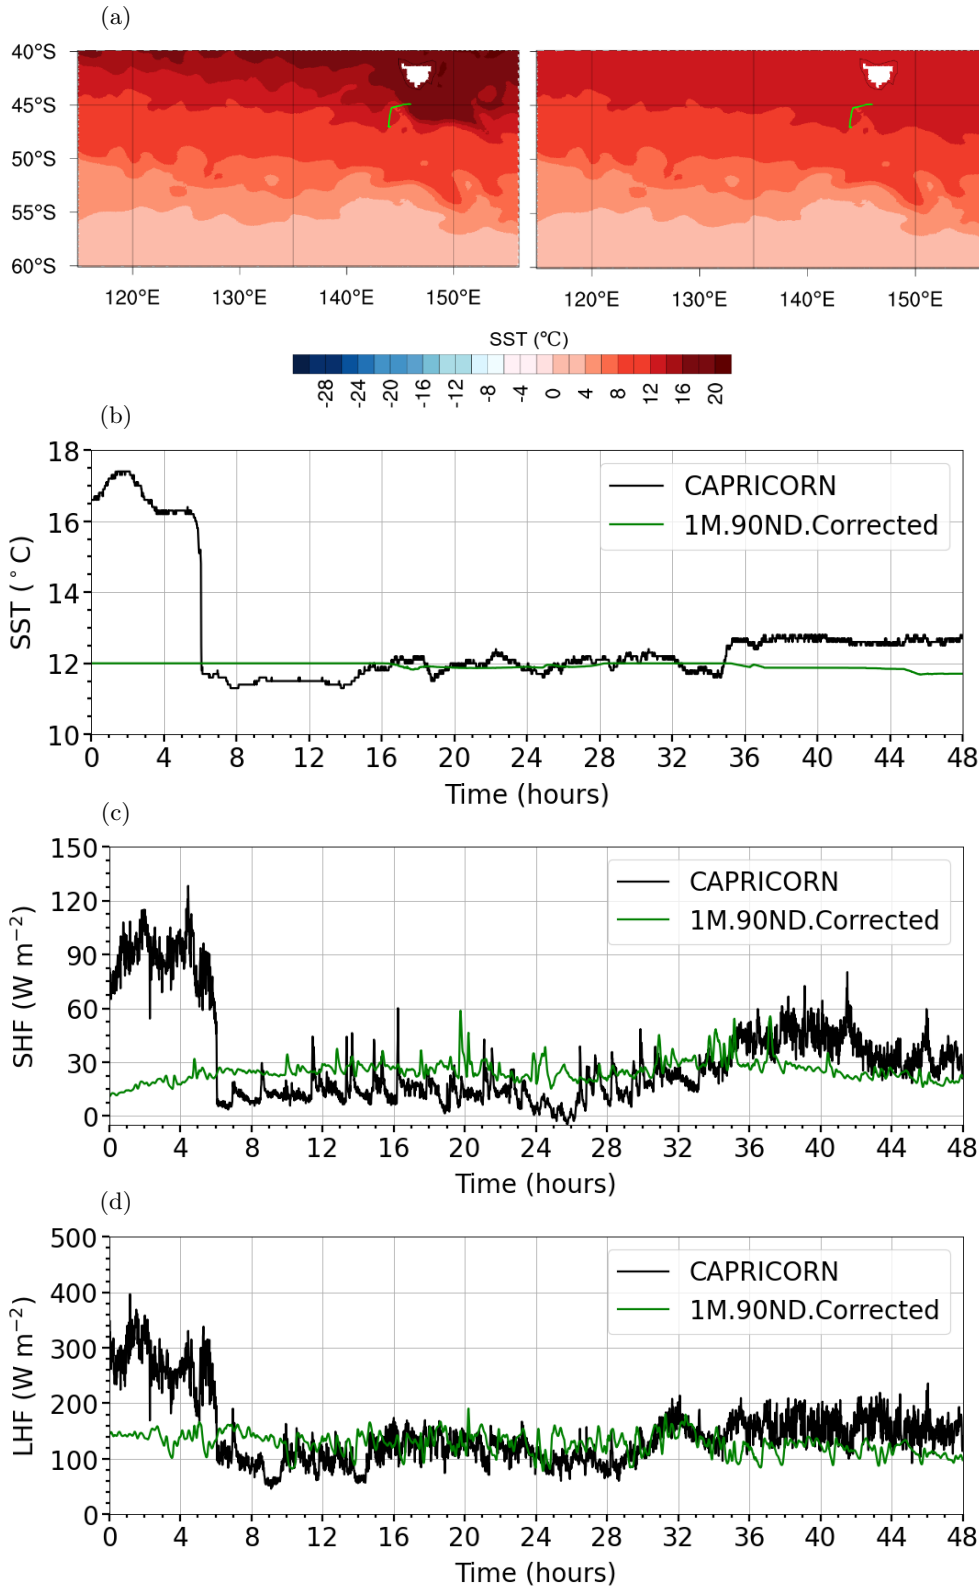 (a)
40°S
45°S
50°S
55°S
60°S
120°E 130°E 140°E 150°E 120°E 130°E 140°E 150°E
SST (℃)
-28 -24 -20 -16 -12 -8 -4 0 4 8 12 16 20
(b)
18
16
14
12
10
SST (°C)
CAPRICORN
1M.90ND.Corrected
0 4 8 12 16 20 24 28 32 36 40 44 48
Time (hours)
(c)
150
120
90
60
30
0
SHF (W m⁻²)
CAPRICORN
1M.90ND.Corrected
0 4 8 12 16 20 24 28 32 36 40 44 48
Time (hours)
(d)
500
400
300
200
100
0
LHF (W m⁻²)
CAPRICORN
1M.90ND.Corrected
0 4 8 12 16 20 24 28 32 36 40 44 48
Time (hours)